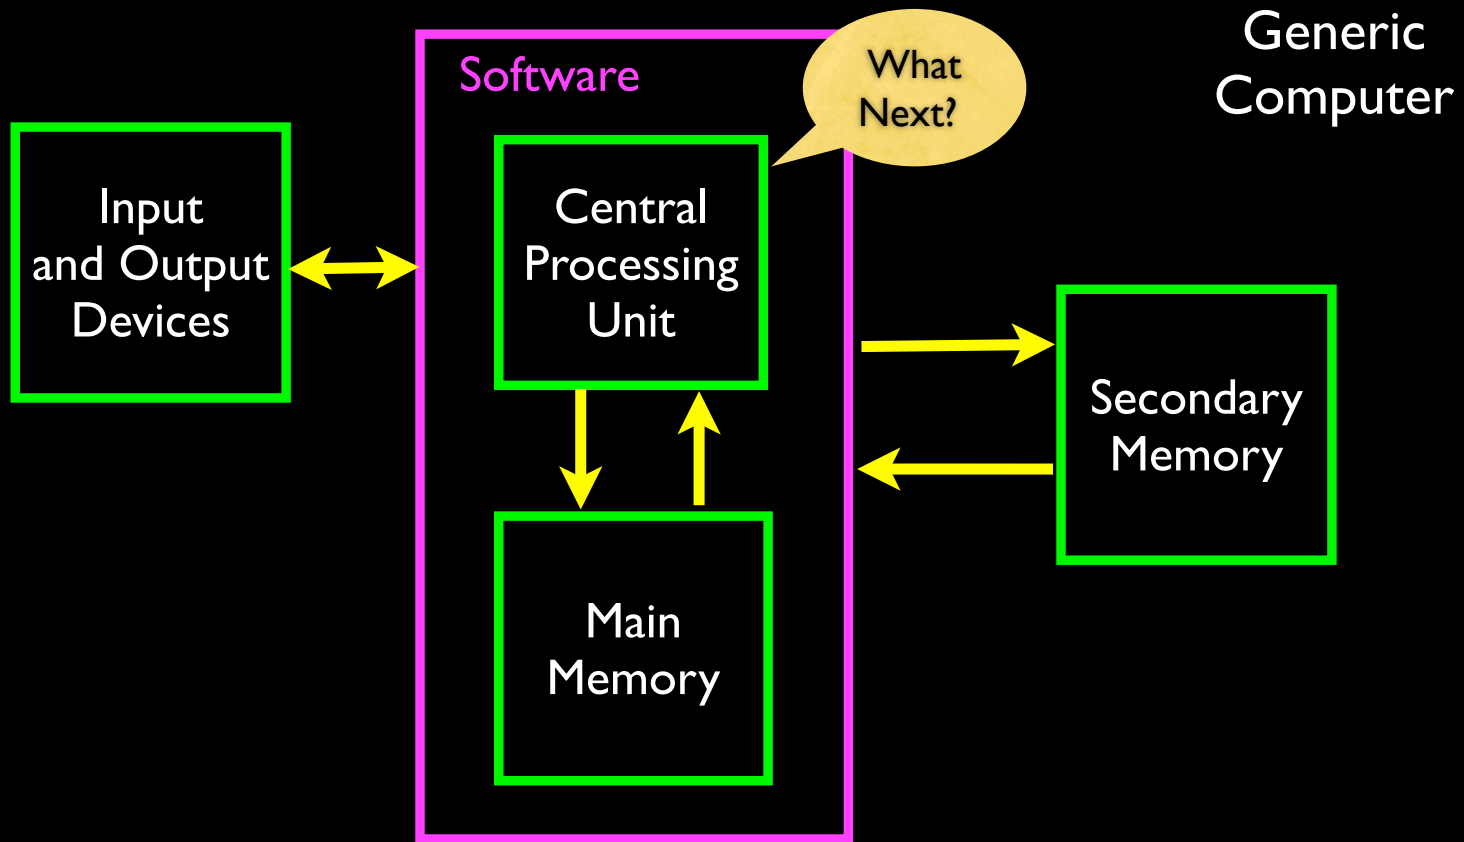 Generic
Computer
Software
What
Next?
Input
and Output
Devices
Central
Processing
Unit
Secondary
Memory
Main
Memory